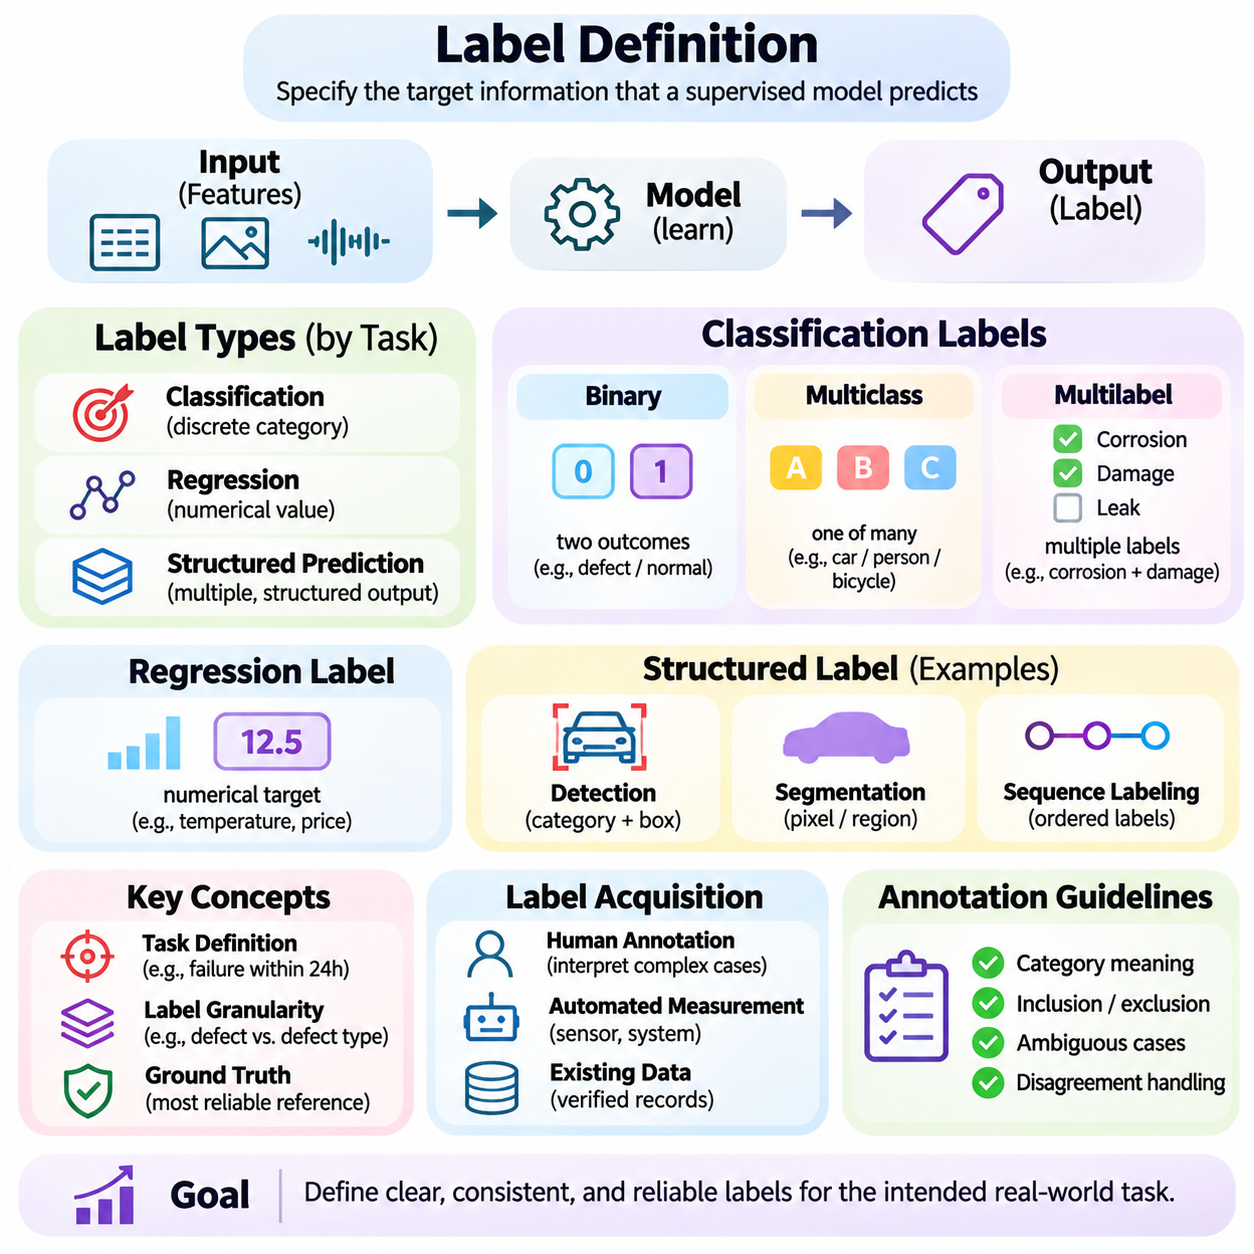 Label Definition
Specify the target information that a supervised model predicts
Input
(Features)
Model
(learn)
Output
(Label)
Label Types (by Task)
Classification
(discrete category)
Regression
(numerical value)
Structured Prediction
(multiple, structured output)
Classification Labels
Binary
0 1
two outcomes
(e.g., defect / normal)
Multiclass
A B C
one of many
(e.g., car / person /
bicycle)
Multilabel
Corrosion
Damage
Leak
multiple labels
(e.g., corrosion + damage)
Regression Label
12.5
numerical target
(e.g., temperature, price)
Structured Label (Examples)
Detection
(category + box)
Segmentation
(pixel / region)
Sequence Labeling
(ordered labels)
Key Concepts
Task Definition
(e.g., failure within 24h)
Label Granularity
(e.g., defect vs. defect type)
Ground Truth
(most reliable reference)
Label Acquisition
Human Annotation
(interpret complex cases)
Automated Measurement
(sensor, system)
Existing Data
(verified records)
Annotation Guidelines
Category meaning
Inclusion / exclusion
Ambiguous cases
Disagreement handling
Goal
Define clear, consistent, and reliable labels for the intended real-world task.